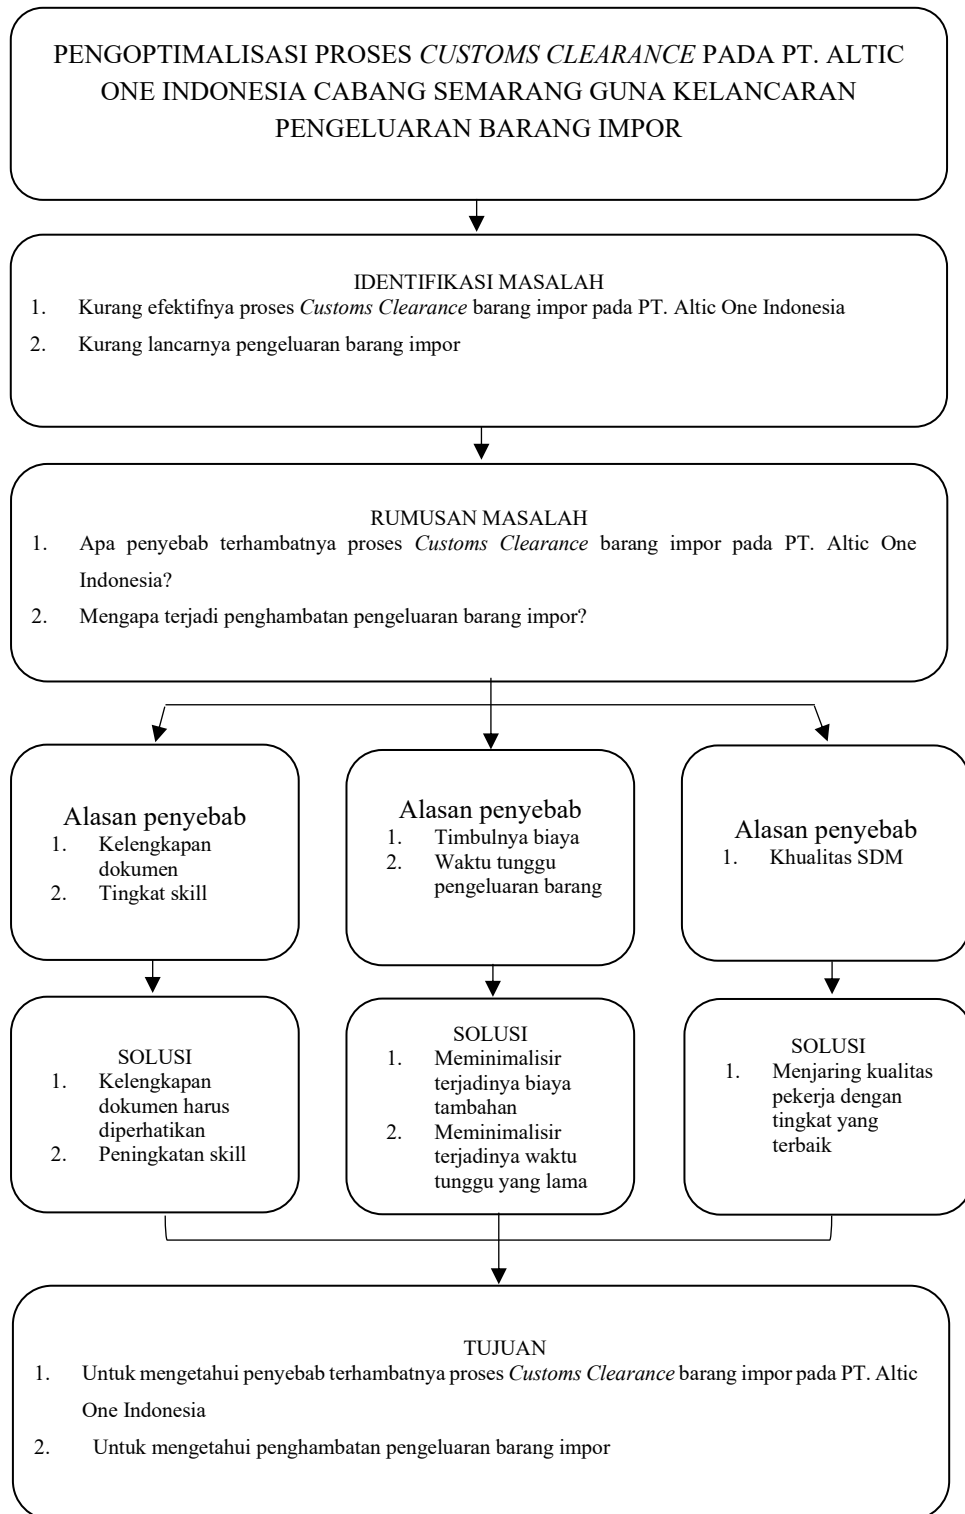 PENGOPTIMALISASI PROSES CUSTOMS CLEARANCE PADA PT. ALTIC
ONE INDONESIA CABANG SEMARANG GUNA KELANCARAN
PENGELUARAN BARANG IMPOR
IDENTIFIKASI MASALAH
1. Kurang efektifnya proses Customs Clearance barang impor pada PT. Altic One Indonesia
2. Kurang lancarnya pengeluaran barang impor
RUMUSAN MASALAH
1. Apa penyebab terhambatnya proses Customs Clearance barang impor pada PT. Altic One
Indonesia?
2. Mengapa terjadi penghambatan pengeluaran barang impor?
Alasan penyebab
1. Kelengkapan
dokumen
2. Tingkat skill
Alasan penyebab
1. Timbulnya biaya
2. Waktu tunggu
pengeluaran barang
Alasan penyebab
1. Khualitas SDM
SOLUSI
1. Kelengkapan
dokumen harus
diperhatikan
2. Peningkatan skill
SOLUSI
1. Meminimalisir
terjadinya biaya
tambahan
2. Meminimalisir
terjadinya waktu
tunggu yang lama
SOLUSI
1. Menjaring kualitas
pekerja dengan
tingkat yang
terbaik
TUJUAN
1. Untuk mengetahui penyebab terhambatnya proses Customs Clearance barang impor pada PT. Altic
One Indonesia
2. Untuk mengetahui penghambatan pengeluaran barang impor